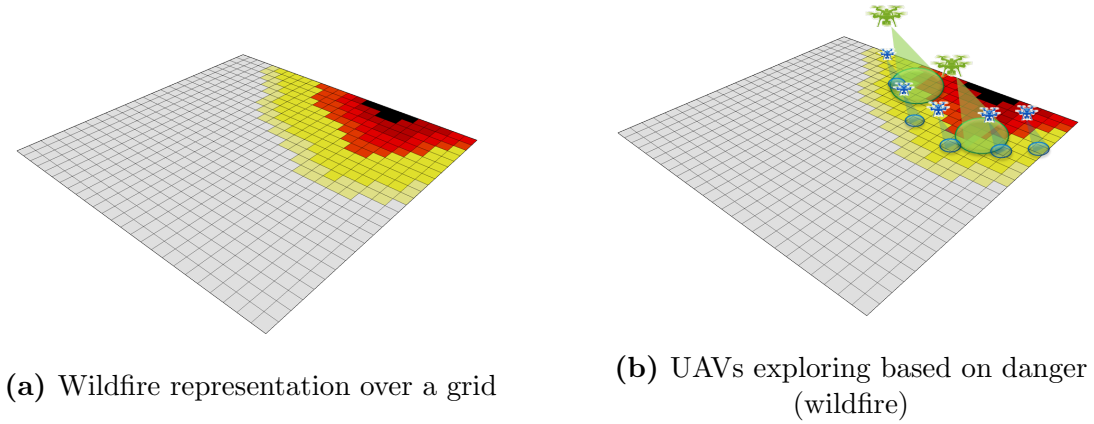 (a) Wildfire representation over a grid
(b) UAVs exploring based on danger
(wildfire)